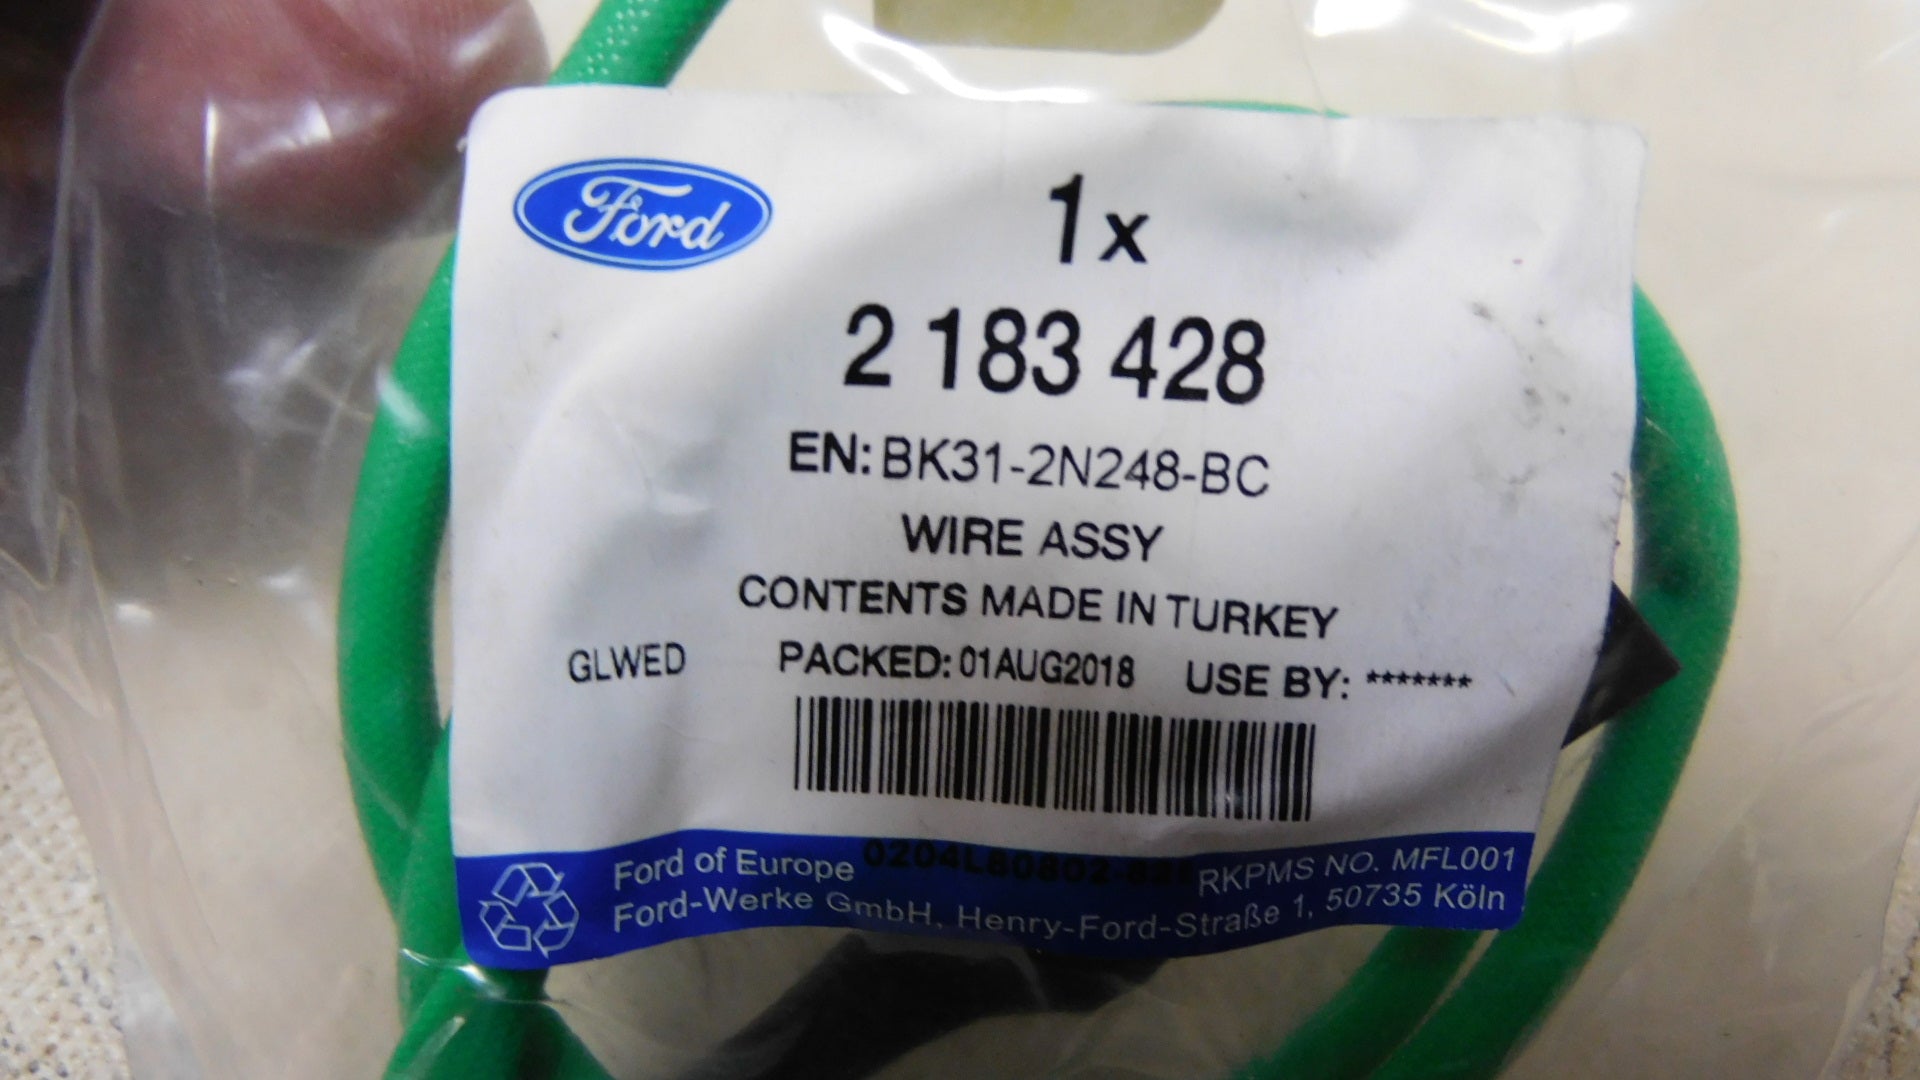 Ford
1x
2 183 428
EN: BK31-2N248-BC
WIRE ASSY
CONTENTS MADE IN TURKEY
GLWED PACKED: 01AUG2018 USE BY: *******
Ford of Europe RKPMS NO. MFL001
Ford-Werke GmbH, Henry-Ford-Straße 1, 50735 Köln